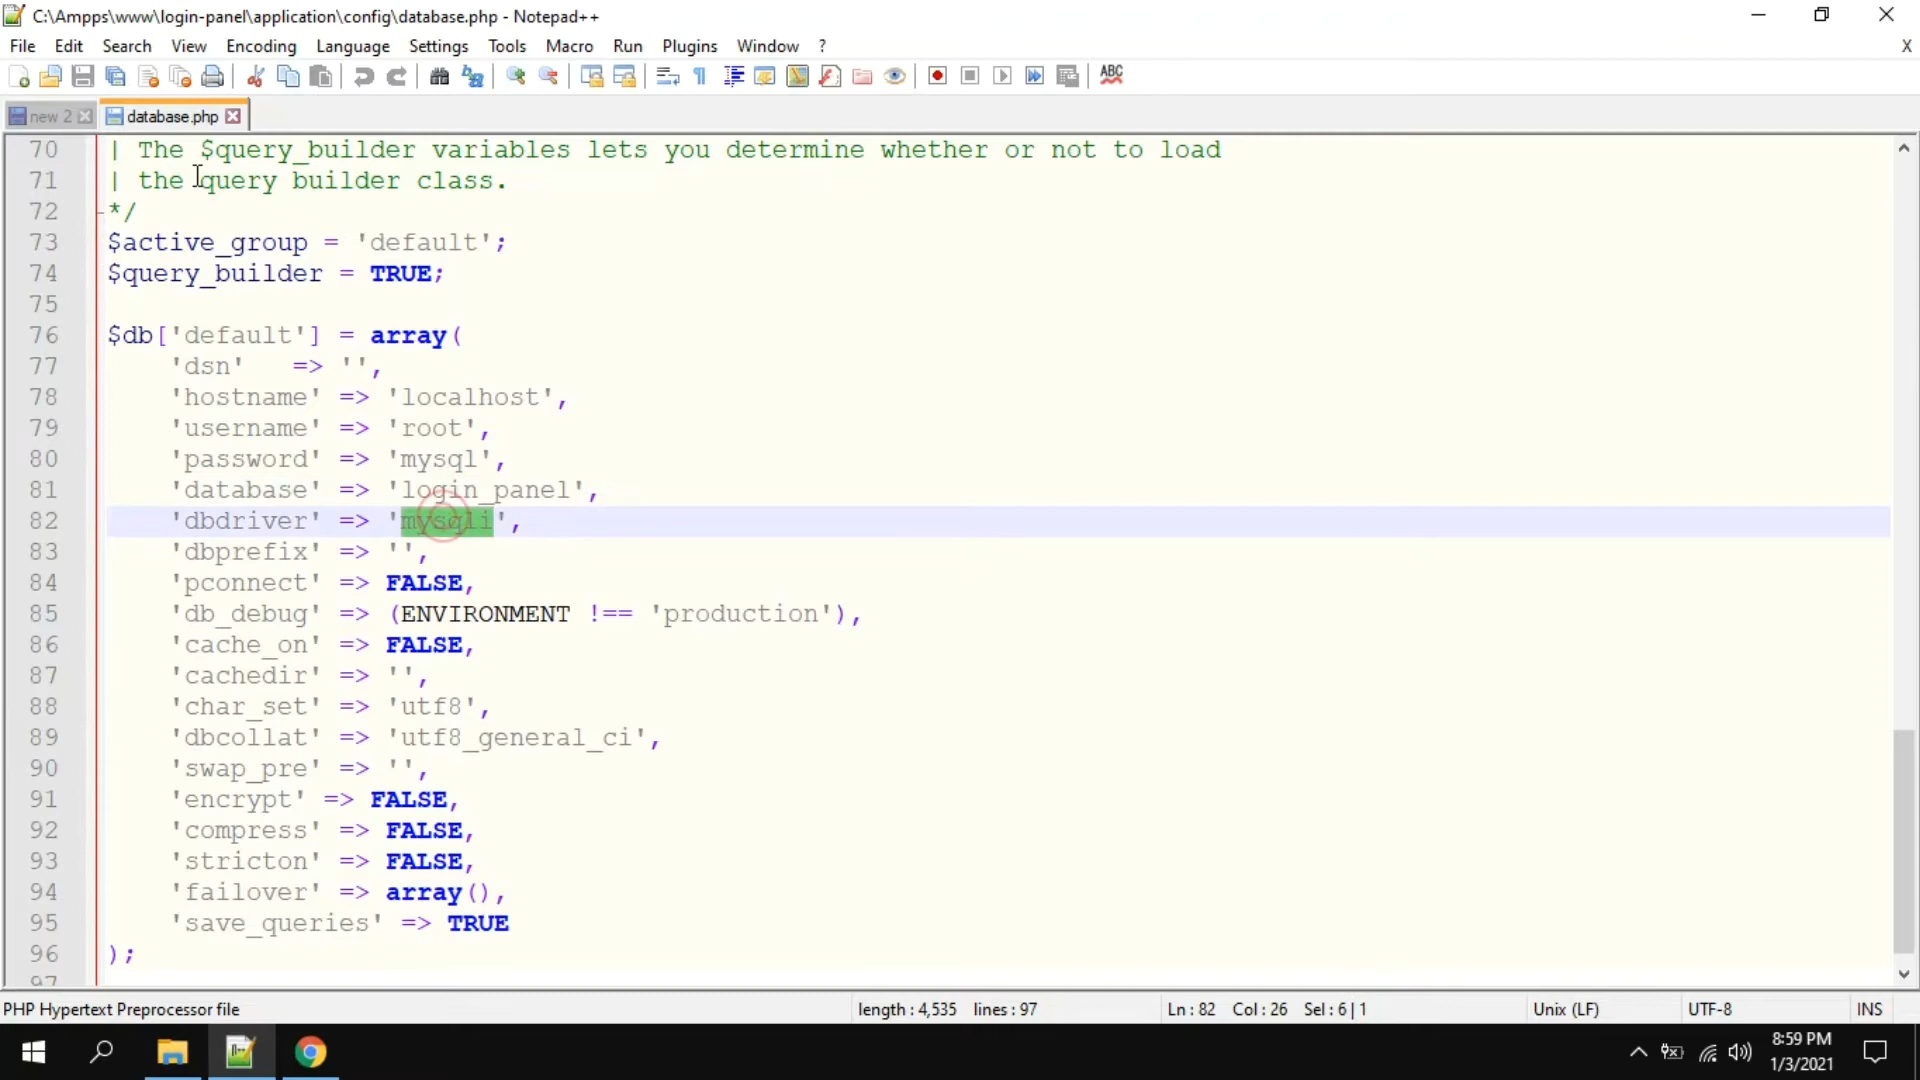 C:\Ampps\www\login-panel\application\config\database.php - Notepad++
File Edit Search View Encoding Language Settings Tools Macro Run Plugins Window ? X
ABC
new 2 database.php
70 | The $query_builder variables lets you determine whether or not to load
71 | the query builder class.
72 */
73 $active_group = 'default';
74 $query_builder = TRUE;
75
76 $db['default'] = array(
77 'dsn' => '',
78 'hostname' => 'localhost',
79 'username' => 'root',
80 'password' => 'mysql',
81 'database' => 'login_panel',
82 'dbdriver' => 'mysqli',
83 'dbprefix' => '',
84 'pconnect' => FALSE,
85 'db_debug' => (ENVIRONMENT !== 'production'),
86 'cache_on' => FALSE,
87 'cachedir' => '',
88 'char_set' => 'utf8',
89 'dbcollat' => 'utf8_general_ci',
90 'swap_pre' => '',
91 'encrypt' => FALSE,
92 'compress' => FALSE,
93 'stricton' => FALSE,
94 'failover' => array(),
95 'save_queries' => TRUE
96 );
97
PHP Hypertext Preprocessor file length : 4,535 lines : 97 Ln : 82 Col : 26 Sel : 6 | 1 Unix (LF) UTF-8 INS
8:59 PM
1/3/2021